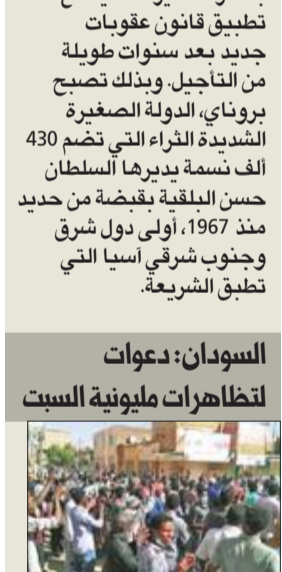 تطبيق قانون عقوبات
جديد بعد سنوات طويلة
من التأجيل. وبذلك تصبح
بروناي، الدولة الصغيرة
الشديدة الثراء التي تضم 430
ألف نسمة يديرها السلطان
حسن البلقية بقبضة من حديد
منذ 1967، أولى دول شرق
وجنوب شرقي آسيا التي
تطبق الشريعة.
السودان: دعوات
لتظاهرات مليونية السبت